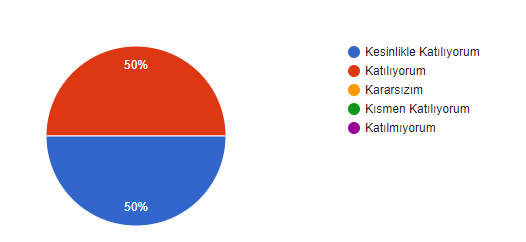 50%
50%
Kesinlikle Katılıyorum
Katılıyorum
Kararsızım
Kısmen Katılıyorum
Katılmıyorum